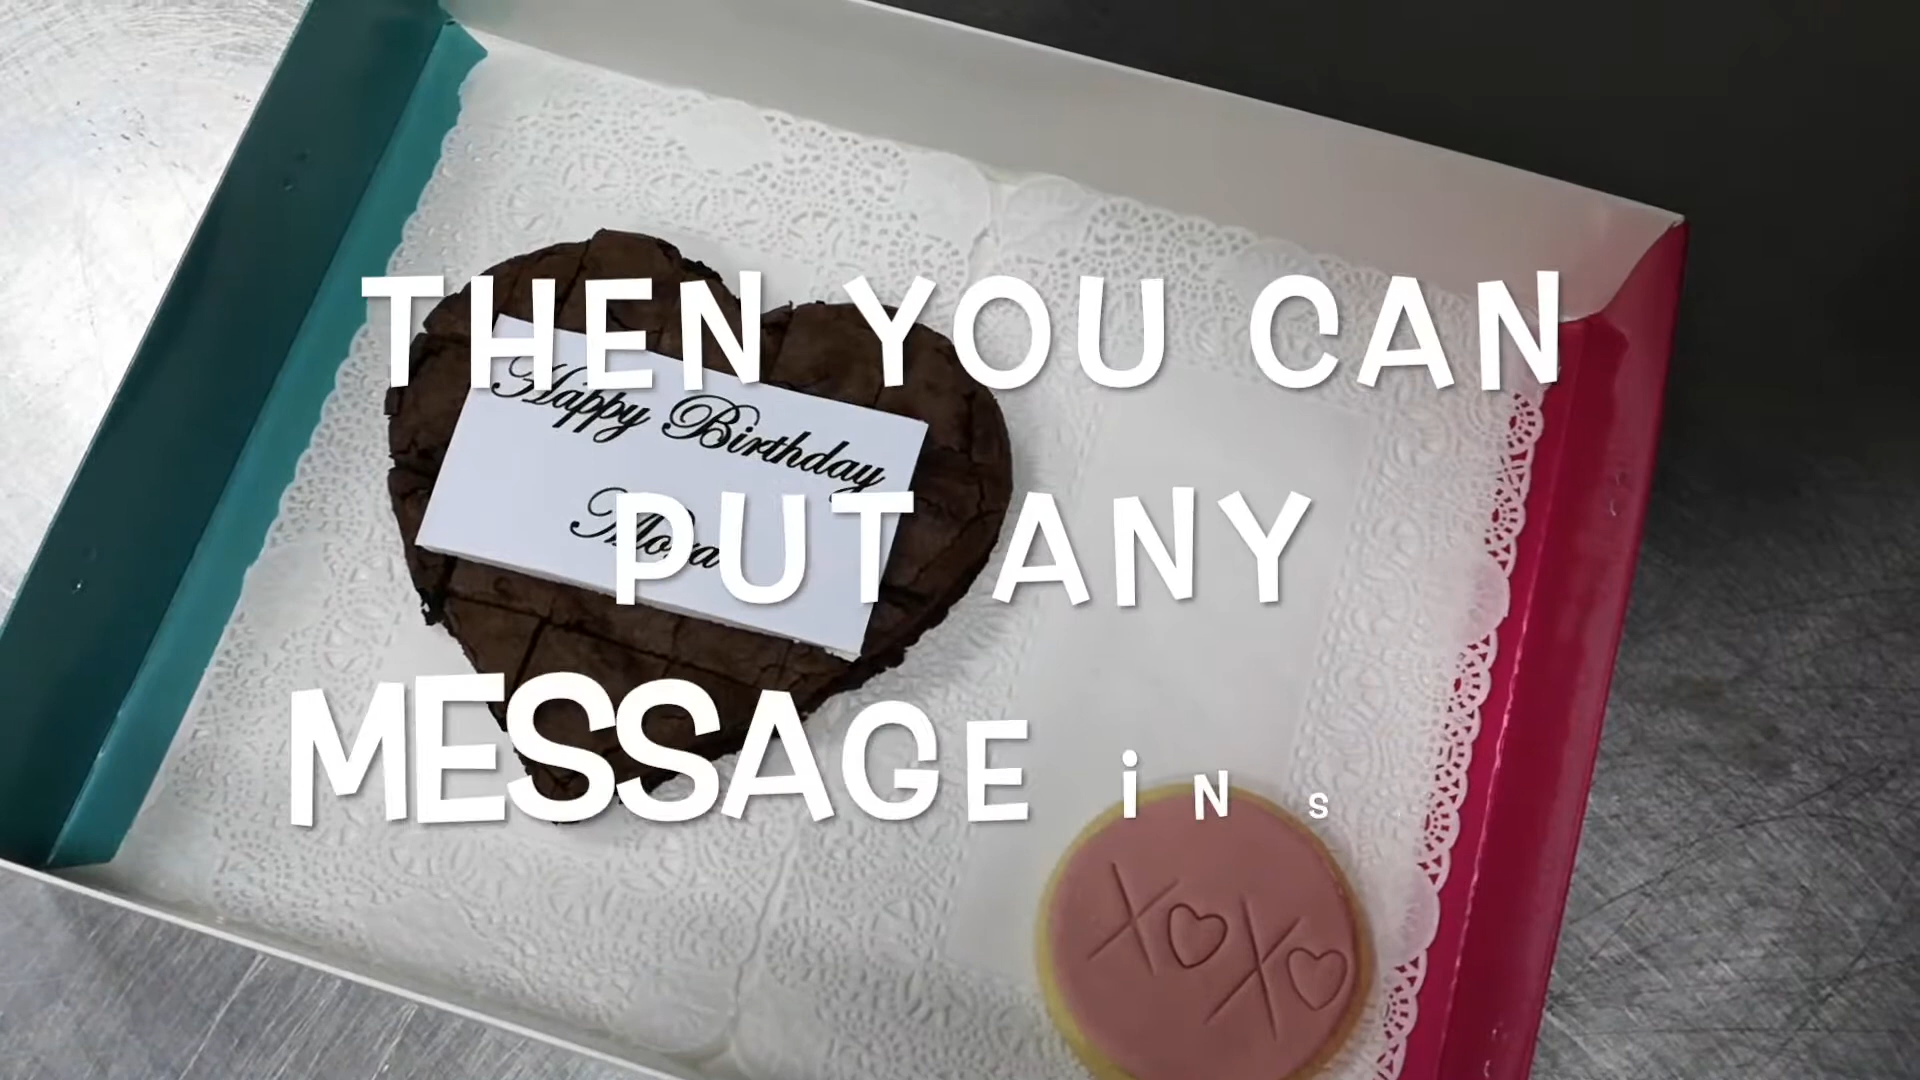 THEN YOU CAN
Happy Birthday
PUT ANY
MESSAGE iN S
XOXO